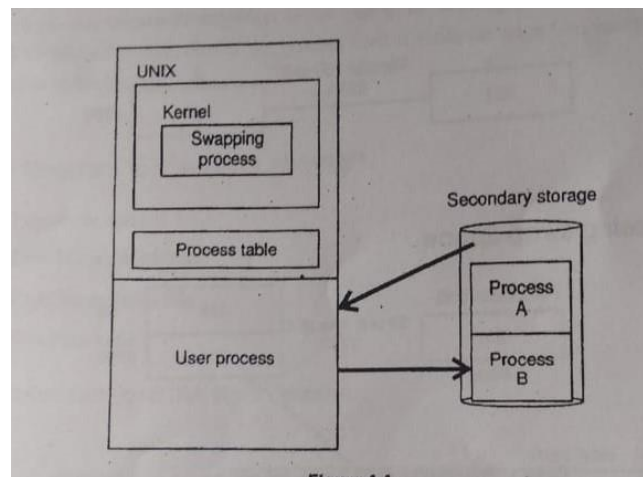 UNIX
Kernel
Swapping
process
Process table
User process
Secondary storage
Process
A
Process
B